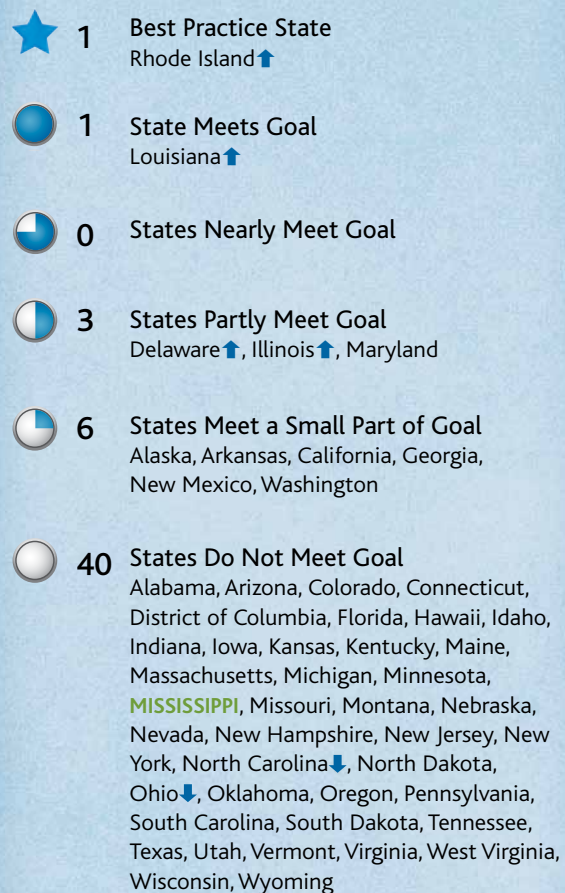 1 Best Practice State
Rhode Island⬆
1 State Meets Goal
Louisiana⬆
0 States Nearly Meet Goal
3 States Partly Meet Goal
Delaware⬆, Illinois⬆, Maryland
6 States Meet a Small Part of Goal
Alaska, Arkansas, California, Georgia,
New Mexico, Washington
40 States Do Not Meet Goal
Alabama, Arizona, Colorado, Connecticut,
District of Columbia, Florida, Hawaii, Idaho,
Indiana, Iowa, Kansas, Kentucky, Maine,
Massachusetts, Michigan, Minnesota,
MISSISSIPPI, Missouri, Montana, Nebraska,
Nevada, New Hampshire, New Jersey, New
York, North Carolina⬇, North Dakota,
Ohio⬇, Oklahoma, Oregon, Pennsylvania,
South Carolina, South Dakota, Tennessee,
Texas, Utah, Vermont, Virginia, West Virginia,
Wisconsin, Wyoming